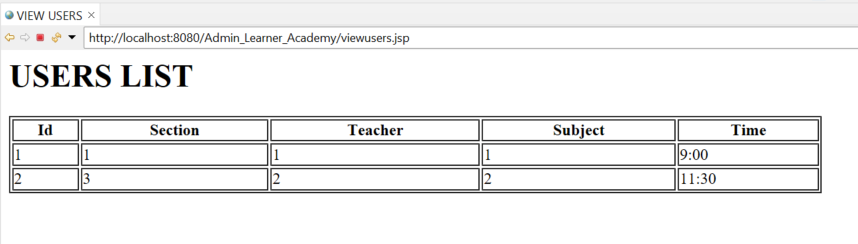 VIEW USERS
http://localhost:8080/Admin_Learner_Academy/viewusers.jsp
USERS LIST
Id Section Teacher Subject Time
1 1 1 1 9:00
2 3 2 2 11:30